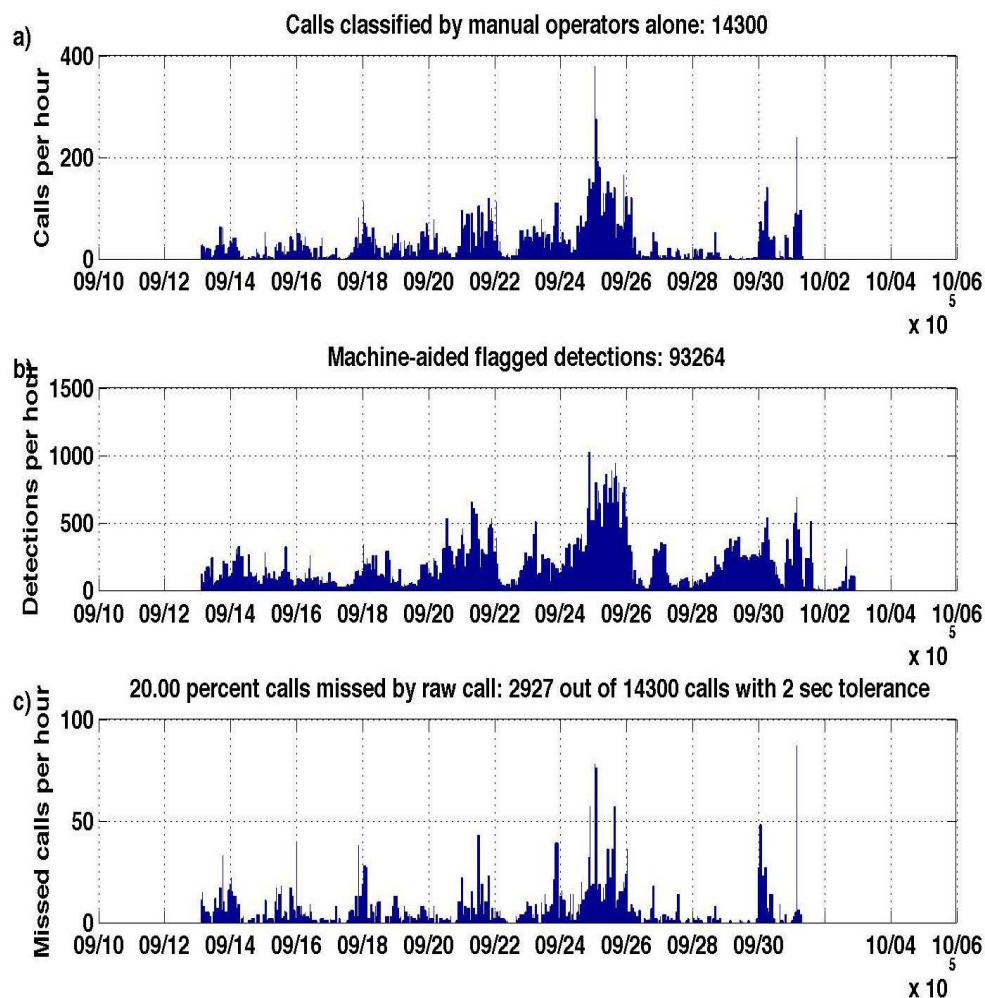 a)
Calls classified by manual operators alone: 14300
Calls per hour
400
200
0
09/10 09/12 09/14 09/16 09/18 09/20 09/22 09/24 09/26 09/28 09/30 10/02 10/04 10/06
x 10 5
b)
Machine-aided flagged detections: 93264
Detections per hour
1500
1000
500
0
09/10 09/12 09/14 09/16 09/18 09/20 09/22 09/24 09/26 09/28 09/30 10/02 10/04 10/06
x 10 5
c)
20.00 percent calls missed by raw call: 2927 out of 14300 calls with 2 sec tolerance
Missed calls per hour
100
50
0
09/10 09/12 09/14 09/16 09/18 09/20 09/22 09/24 09/26 09/28 09/30 10/04 10/06
x 10 5